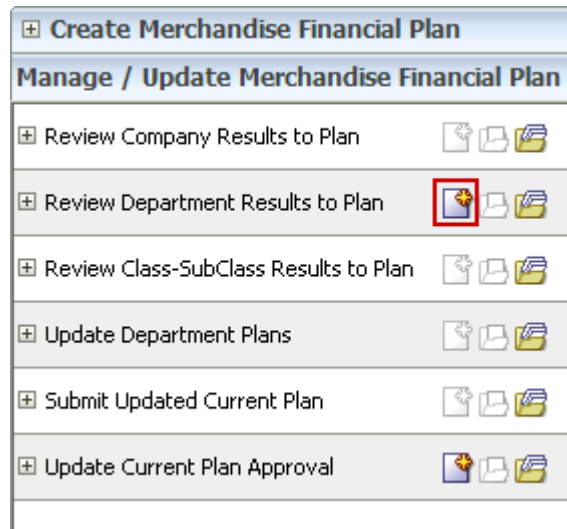 Create Merchandise Financial Plan
Manage / Update Merchandise Financial Plan
Review Company Results to Plan
Review Department Results to Plan
Review Class-SubClass Results to Plan
Update Department Plans
Submit Updated Current Plan
Update Current Plan Approval